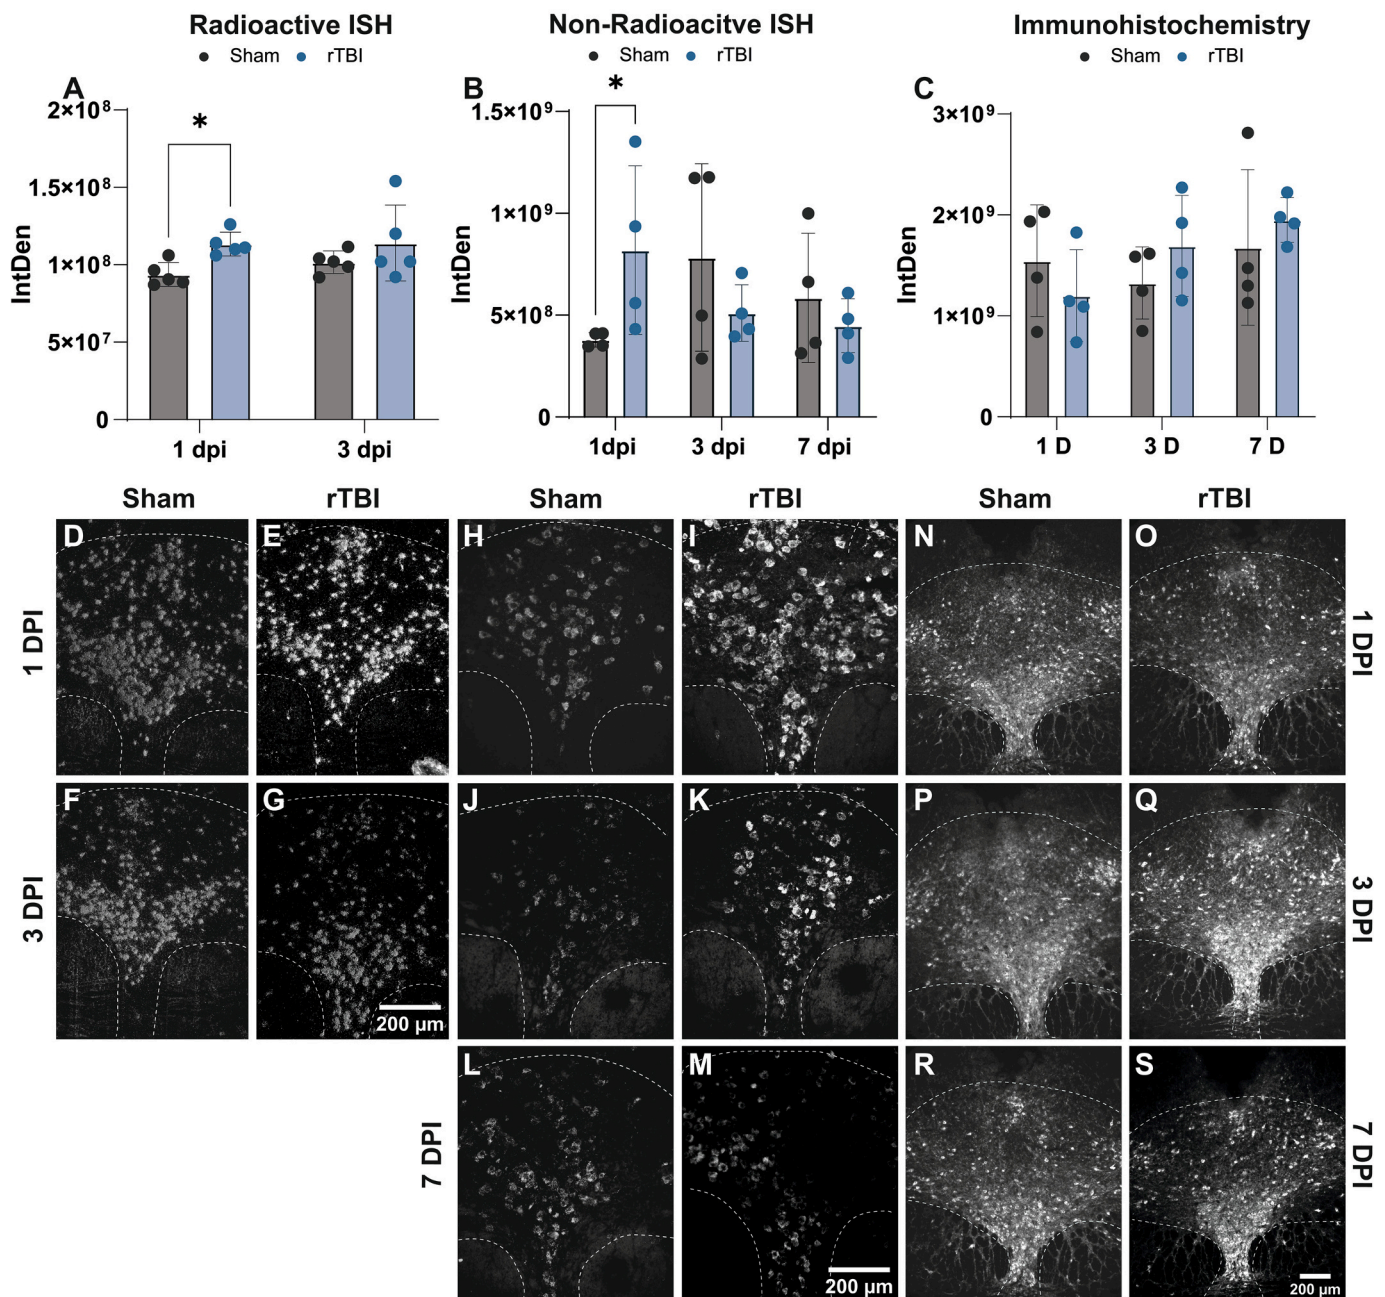 Radioactive ISH
Sham rTBI
A
*
2×10⁸
1.5×10⁸
1×10⁸
5×10⁷
0
IntDen
1 dpi 3 dpi
Non-Radioacitve ISH
Sham rTBI
B
*
1.5×10⁹
1×10⁹
5×10⁸
0
IntDen
1dpi 3 dpi 7 dpi
Immunohistochemistry
Sham rTBI
C
3×10⁹
2×10⁹
1×10⁹
0
IntDen
1 D 3 D 7 D
Sham rTBI Sham rTBI Sham rTBI
1 DPI
D E H I N O
1 DPI
3 DPI
F G J K P Q
3 DPI
200 µm
7 DPI
L M R S
7 DPI
200 µm
200 µm